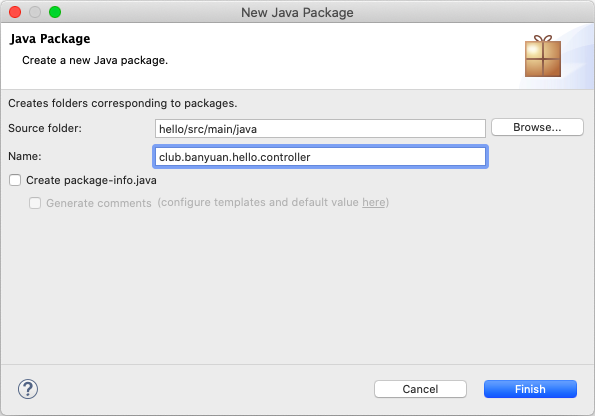 New Java Package
Java Package
Create a new Java package.
Creates folders corresponding to packages.
Source folder: hello/src/main/java Browse...
Name: club.banyuan.hello.controller
Create package-info.java
Generate comments (configure templates and default value here)
? Cancel Finish